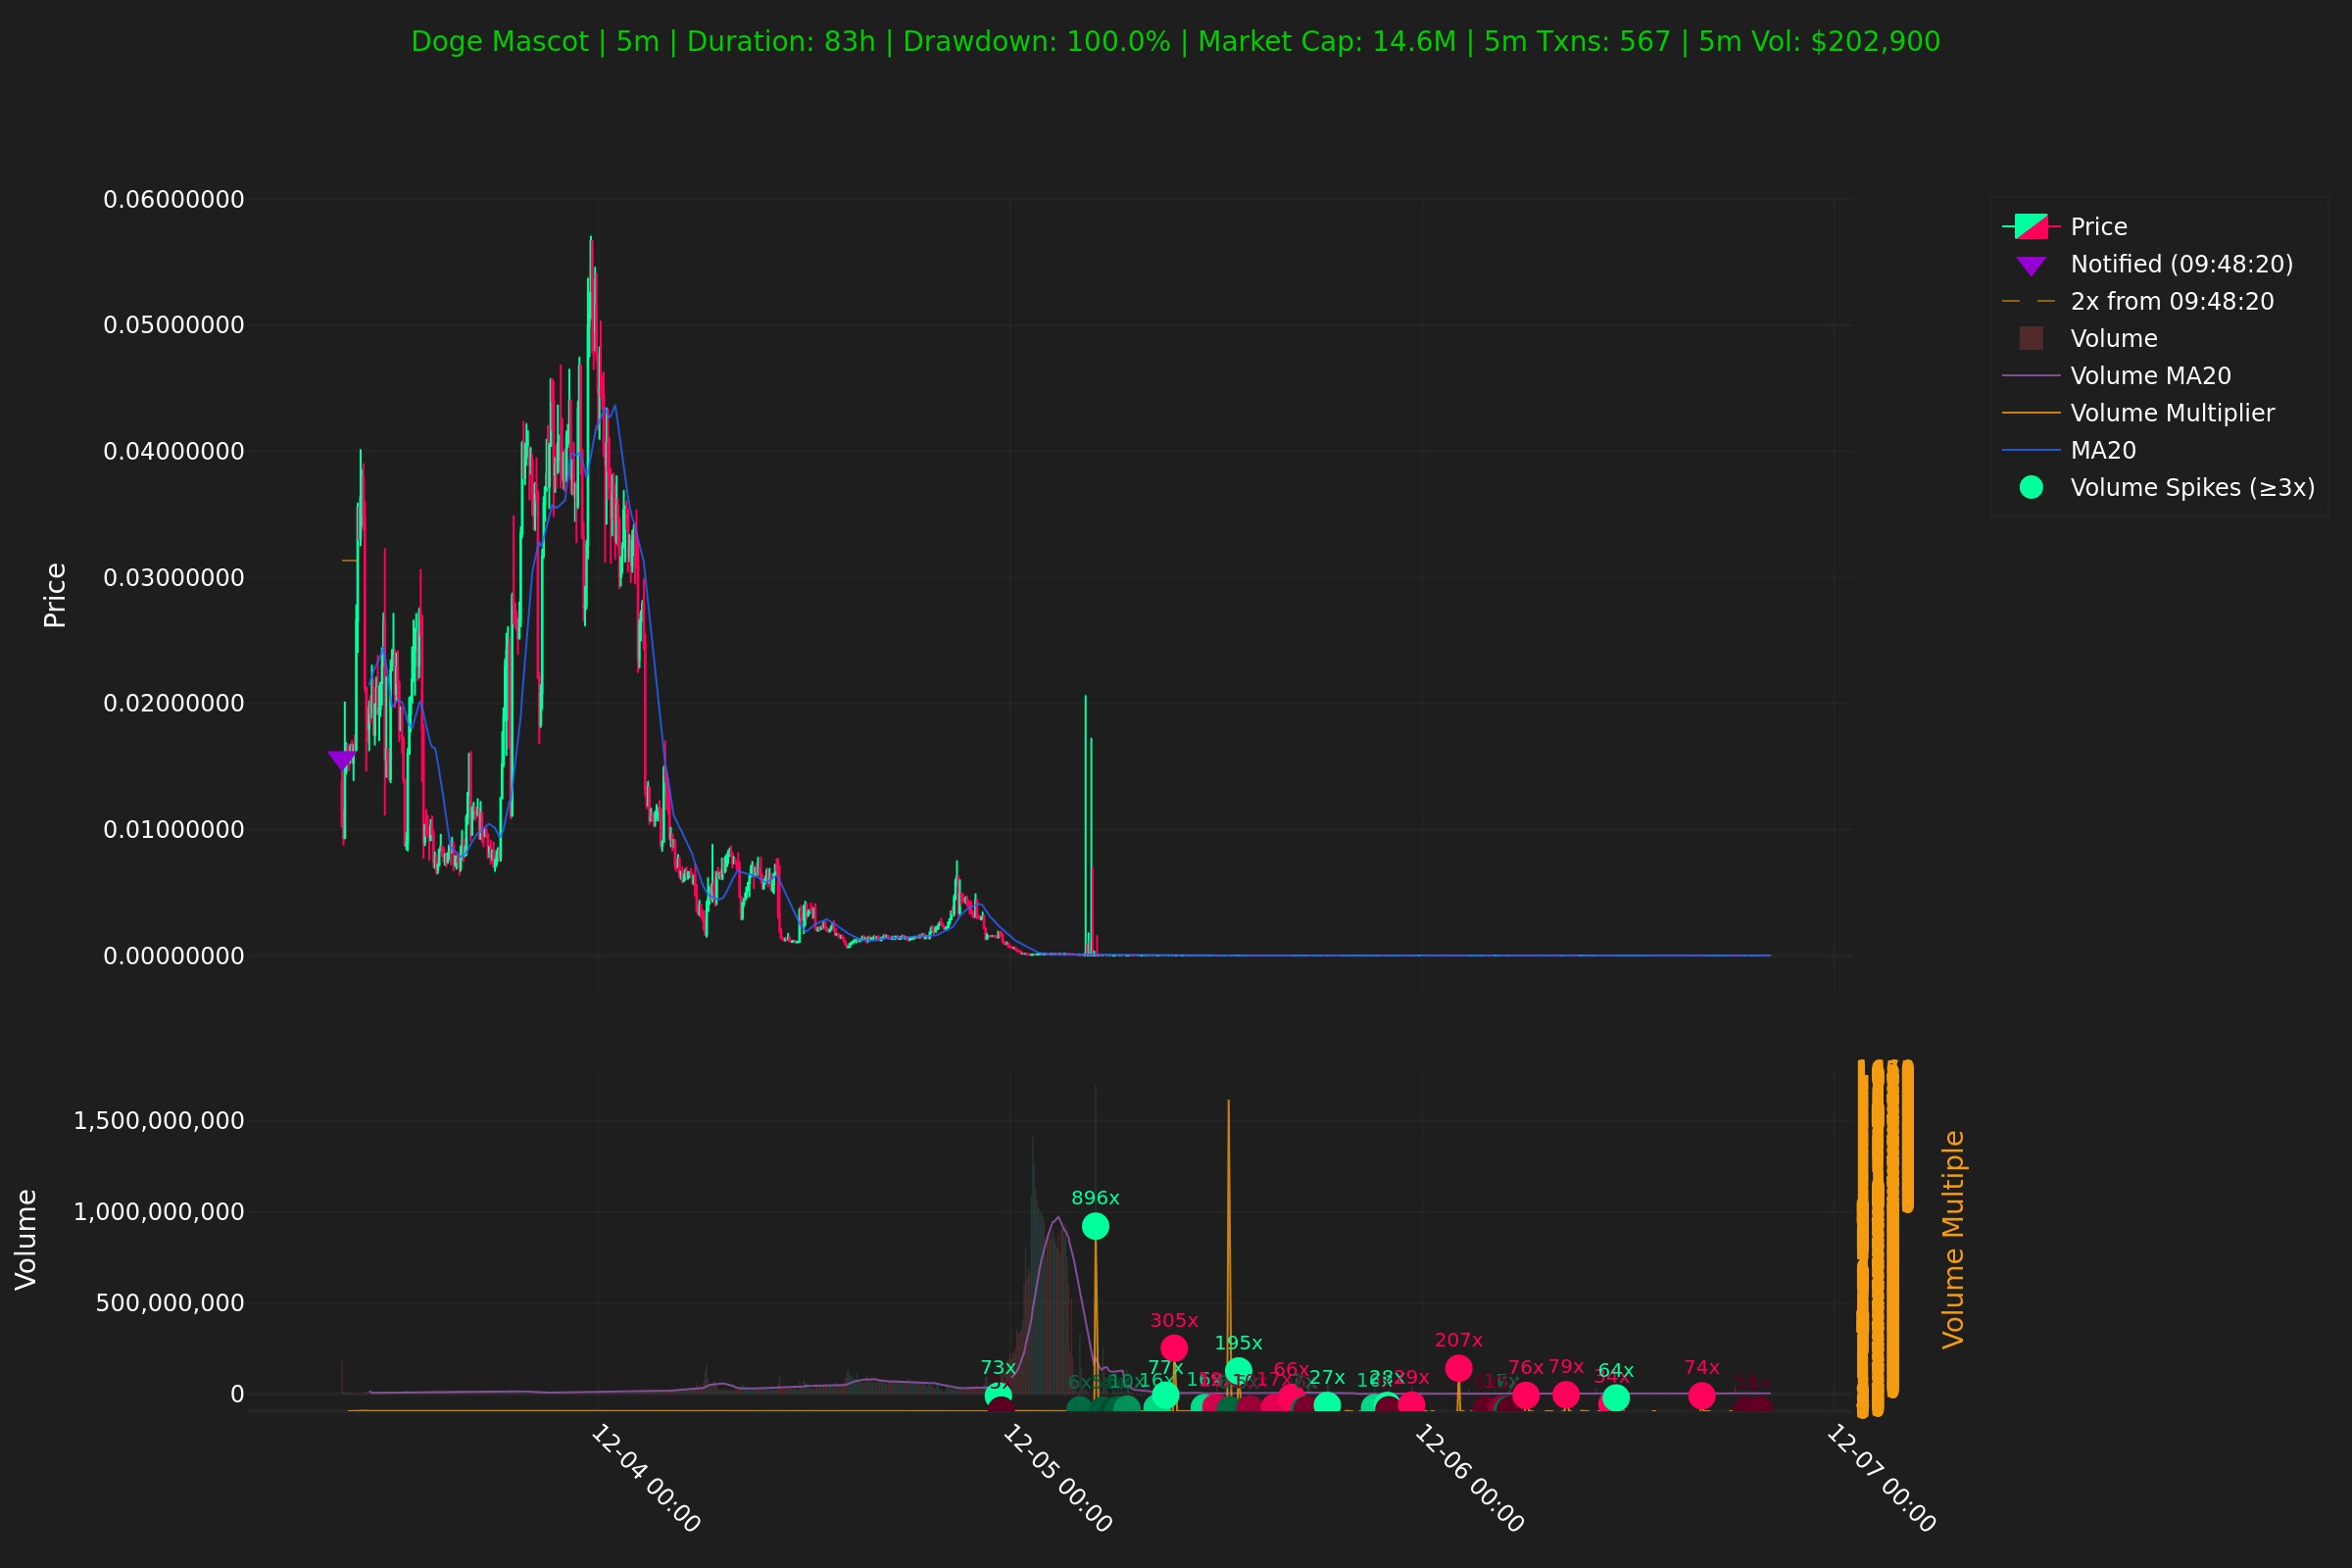 Doge Mascot | 5m | Duration: 83h | Drawdown: 100.0% | Market Cap: 14.6M | 5m Txns: 567 | 5m Vol: $202,900
Price
0.06000000
0.05000000
0.04000000
0.03000000
0.02000000
0.01000000
0.00000000
Price
Notified (09:48:20)
2x from 09:48:20
Volume
Volume MA20
Volume Multiplier
MA20
Volume Spikes (≥3x)
Volume
1,500,000,000
1,000,000,000
500,000,000
0
896x
305x
195x
207x
73x
77x
16x
66x
17x
27x
29x
76x
79x
64x
74x
Volume Multiple
12-04 00:00
12-05 00:00
12-06 00:00
12-07 00:00